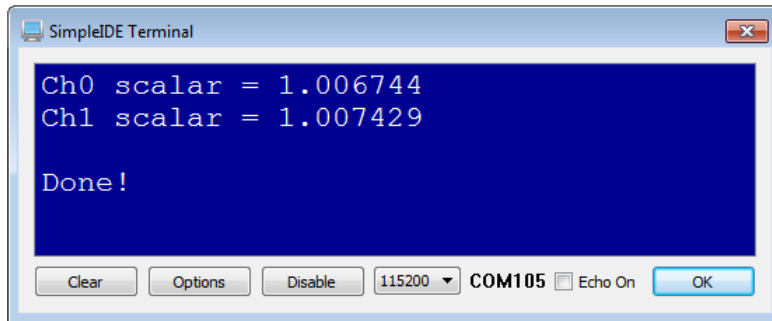 SimpleIDE Terminal
Ch0 scalar = 1.006744
Ch1 scalar = 1.007429
Done!
Clear Options Disable 115200 COM105 Echo On OK